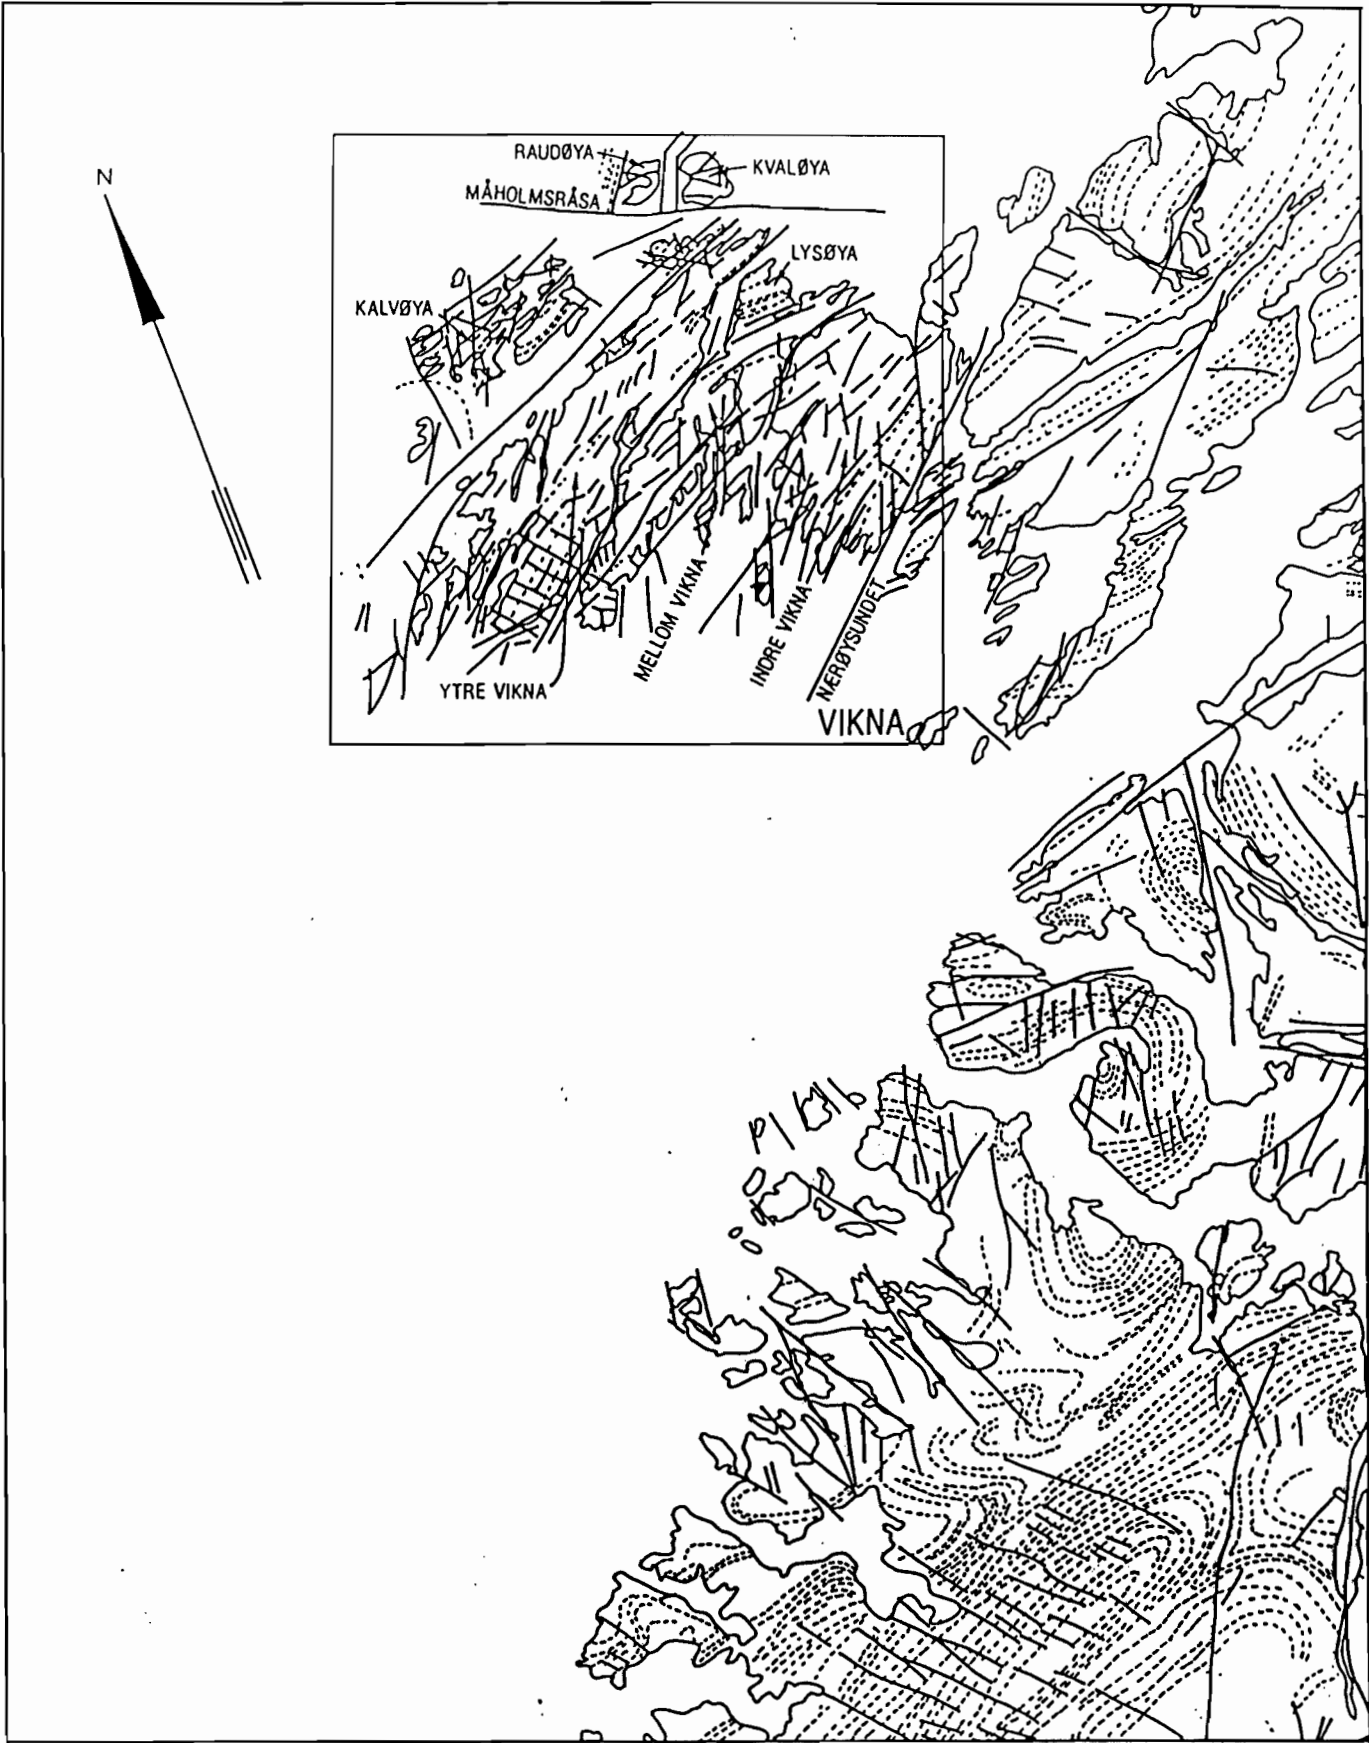 N
RAUDØYA
KVALØYA
MÅHOLMSRÅSA
LYSØYA
KALVØYA
MELLOM VIKNA
INDRE VIKNA
NÆRØYSUNDET
YTRE VIKNA
VIKNA